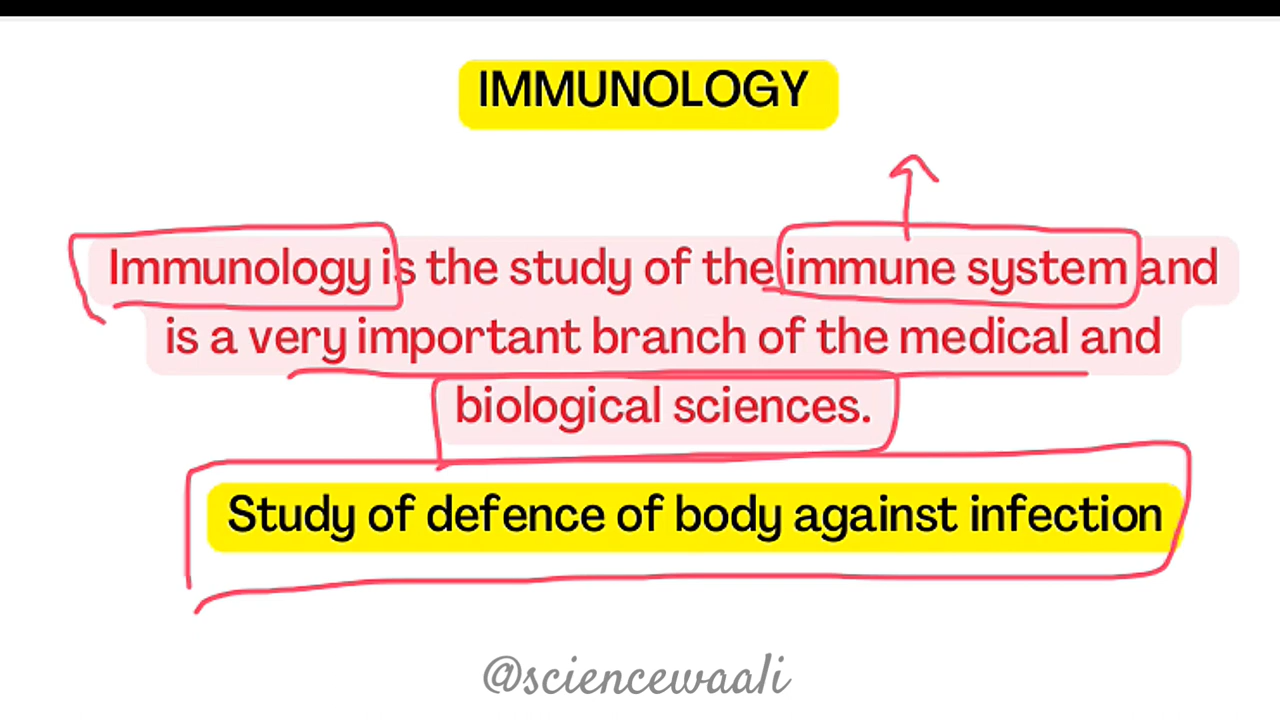 IMMUNOLOGY
Immunology is the study of the immune system and
is a very important branch of the medical and
biological sciences.
Study of defence of body against infection
@sciencewaali